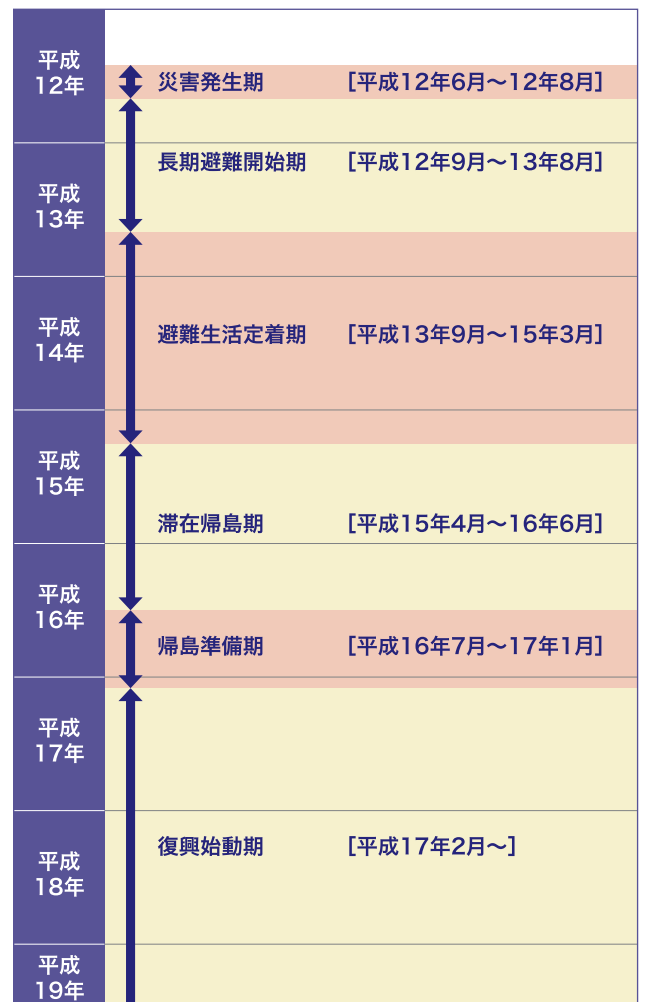 平成
12年
災害発生期 [平成12年6月～12年8月]
長期避難開始期 [平成12年9月～13年8月]
平成
13年
避難生活定着期 [平成13年9月～15年3月]
平成
14年
平成
15年
滞在帰島期 [平成15年4月～16年6月]
平成
16年
帰島準備期 [平成16年7月～17年1月]
平成
17年
復興始動期 [平成17年2月～]
平成
18年
平成
19年